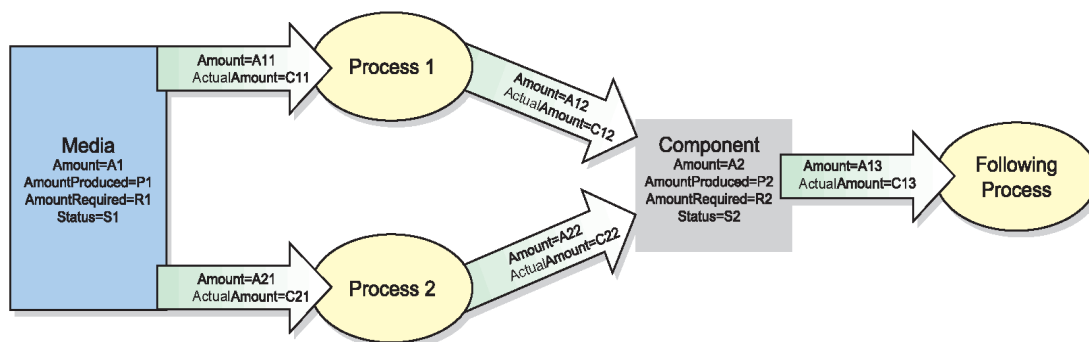 Media
Amount=A1
AmountProduced=P1
AmountRequired=R1
Status=S1
Amount=A11
ActualAmount=C11
Process 1
Amount=A12
ActualAmount=C12
Amount=A21
ActualAmount=C21
Process 2
Amount=A22
ActualAmount=C22
Component
Amount=A2
AmountProduced=P2
AmountRequired=R2
Status=S2
Amount=A13
ActualAmount=C13
Following
Process